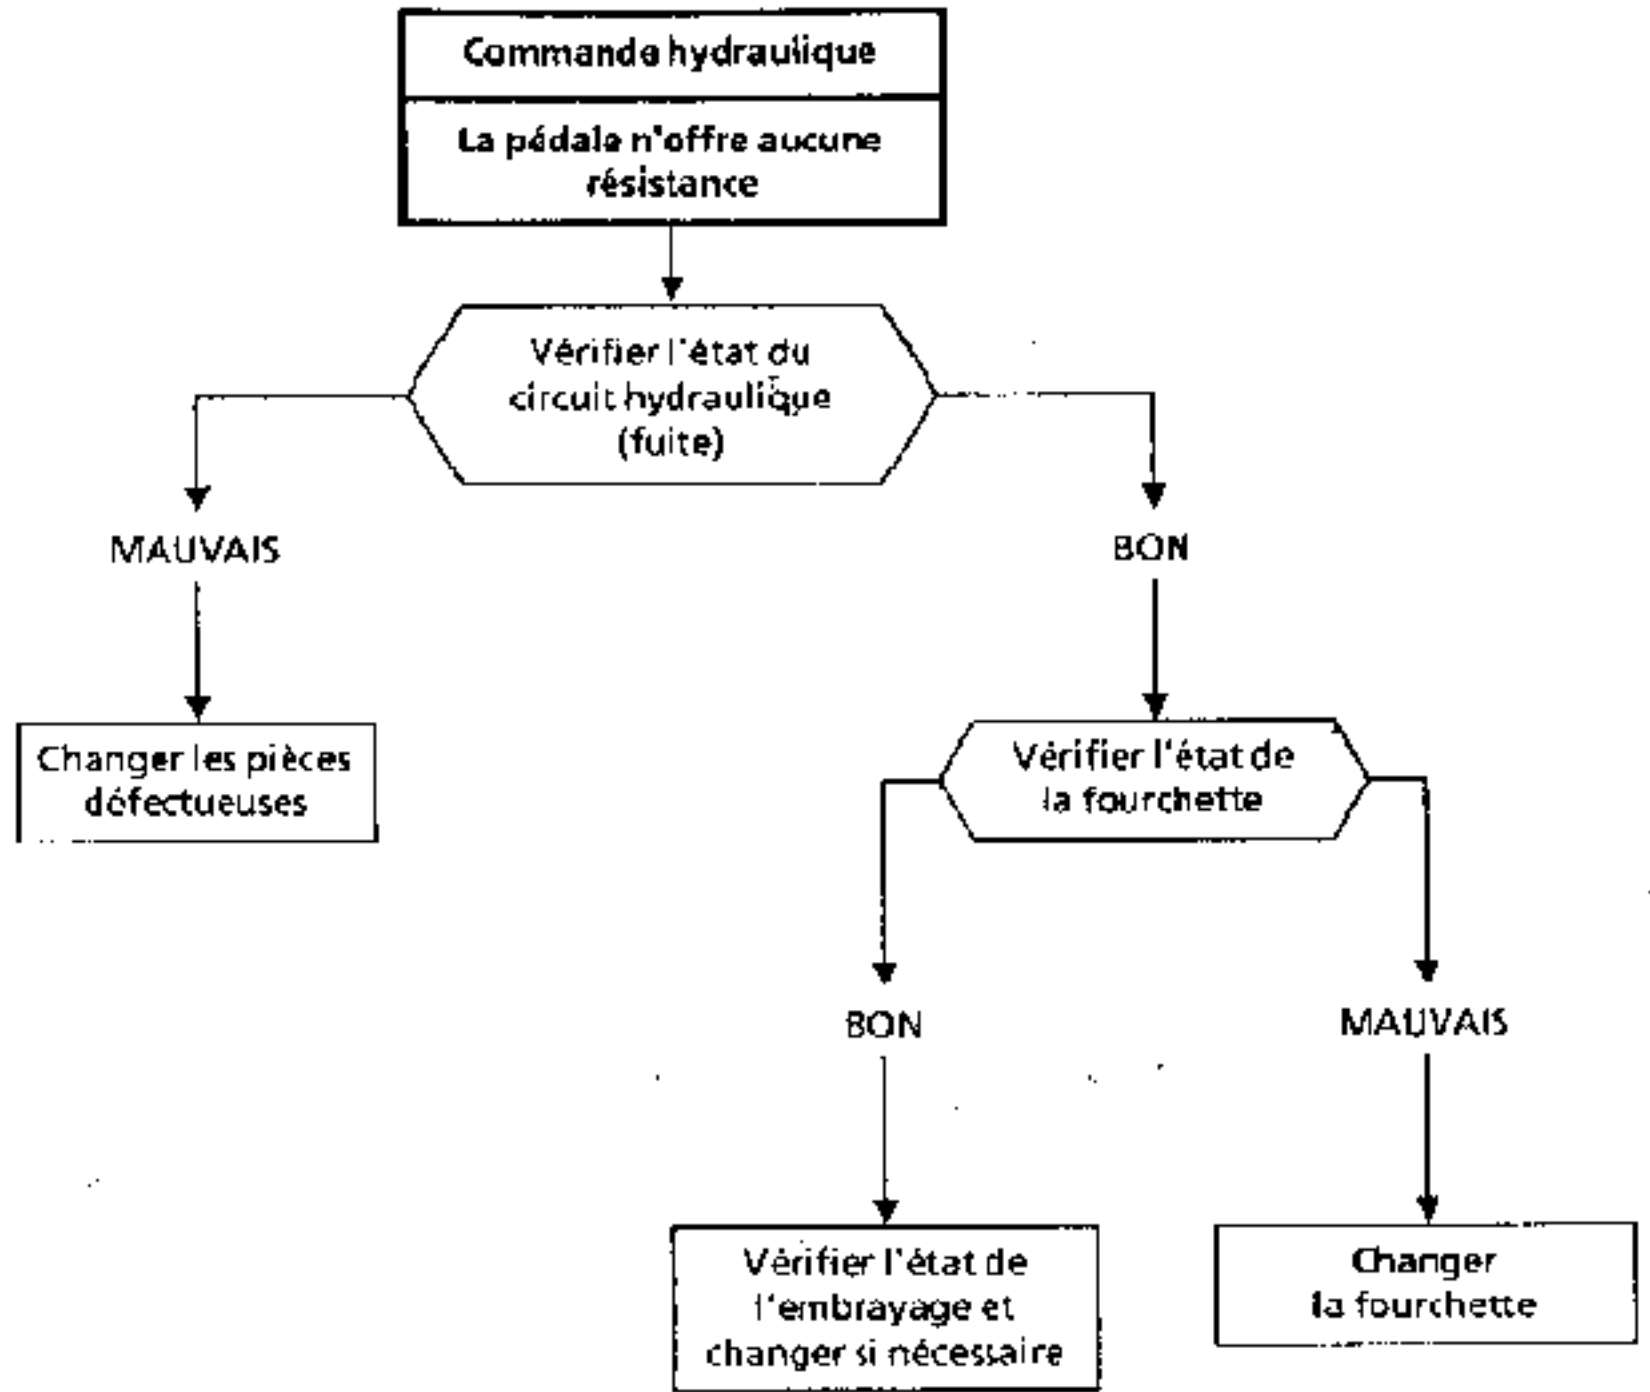 Commande hydraulique
La pédale n'offre aucune
résistance
Vérifier l'état du
circuit hydraulique
(fuite)
MAUVAIS
BON
Changer les pièces
défectueuses
Vérifier l'état de
la fourchette
BON
MAUVAIS
Vérifier l'état de
l'embrayage et
changer si nécessaire
Changer
la fourchette